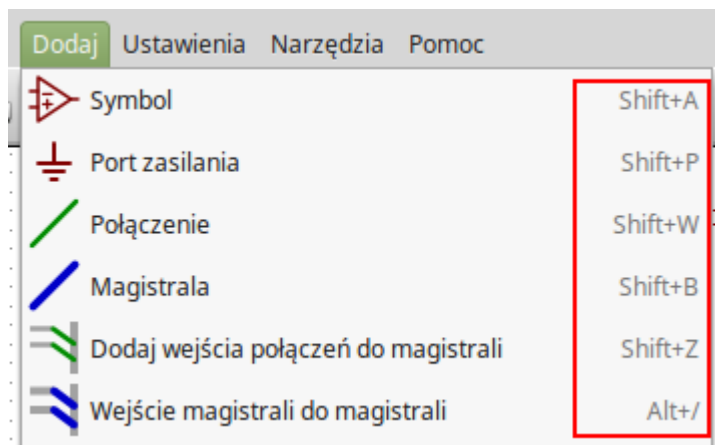 Dodaj Ustawienia Narzędzia Pomoc
Symbol Shift+A
Port zasilania Shift+P
Połączenie Shift+W
Magistrala Shift+B
Dodaj wejścia połączeń do magistrali Shift+Z
Wejście magistrali do magistrali Alt+/